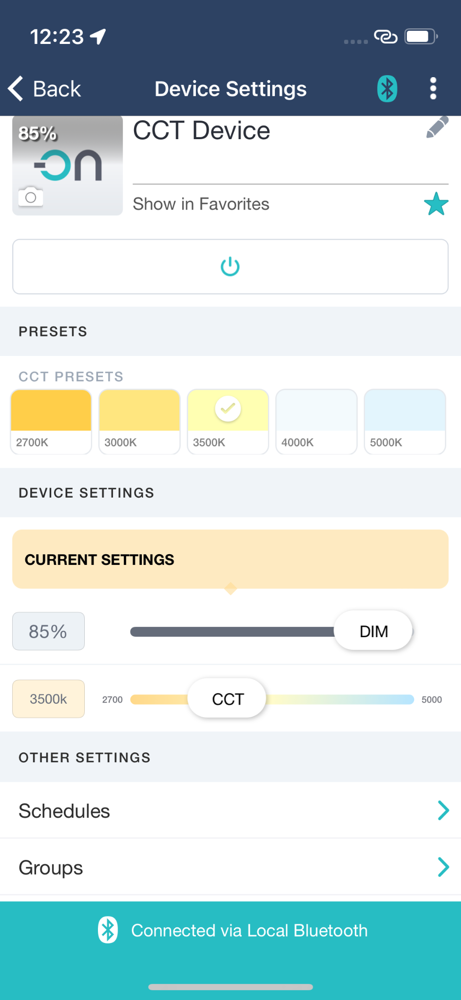 12:23
Back
Device Settings
85%
on
CCT Device
Show in Favorites
PRESETS
CCT PRESETS
2700K
3000K
3500K
4000K
5000K
DEVICE SETTINGS
CURRENT SETTINGS
85%
DIM
3500k
2700
CCT
5000
OTHER SETTINGS
Schedules
Groups
Connected via Local Bluetooth